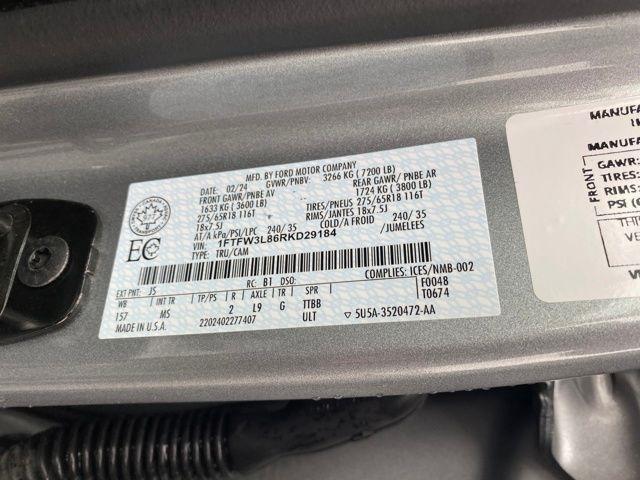 MFD. BY FORD MOTOR COMPANY
DATE: 02/24 GVWR/PNBV: 3266 KG ( 7200 LB)
FRONT GAWR/ PNBE AV REAR GAWR/ PNBE AR
1633 KG ( 3600 LB) 1724 KG ( 3800 LB)
275/65R18 116T TIRES/PNEUS 275/65R18 116T
18x7.5J RIMS/JANTES 18x7.5J
AT/A kPa/PSI/LPC 240/ 35 COLD/A FROID 240/ 35
1FTFW3L86RKD29184 /JUMELEES
TYPE: TRU/CAM
EC
RC: B1 DSO: COMPLIES: ICES/NMB-002
EXT PNT: JS F0048
WB INT TR TP/PS R AXLE TR SPR T0674
157 MS 2 L9 G TTBB
MADE IN U.S.A. 2202402277407 ULT ▽ 5U5A-3520472-AA
MANUFA
MANUFA
FRONT
GAWR:
TIRES:
RIMS
PSI
THI
VE